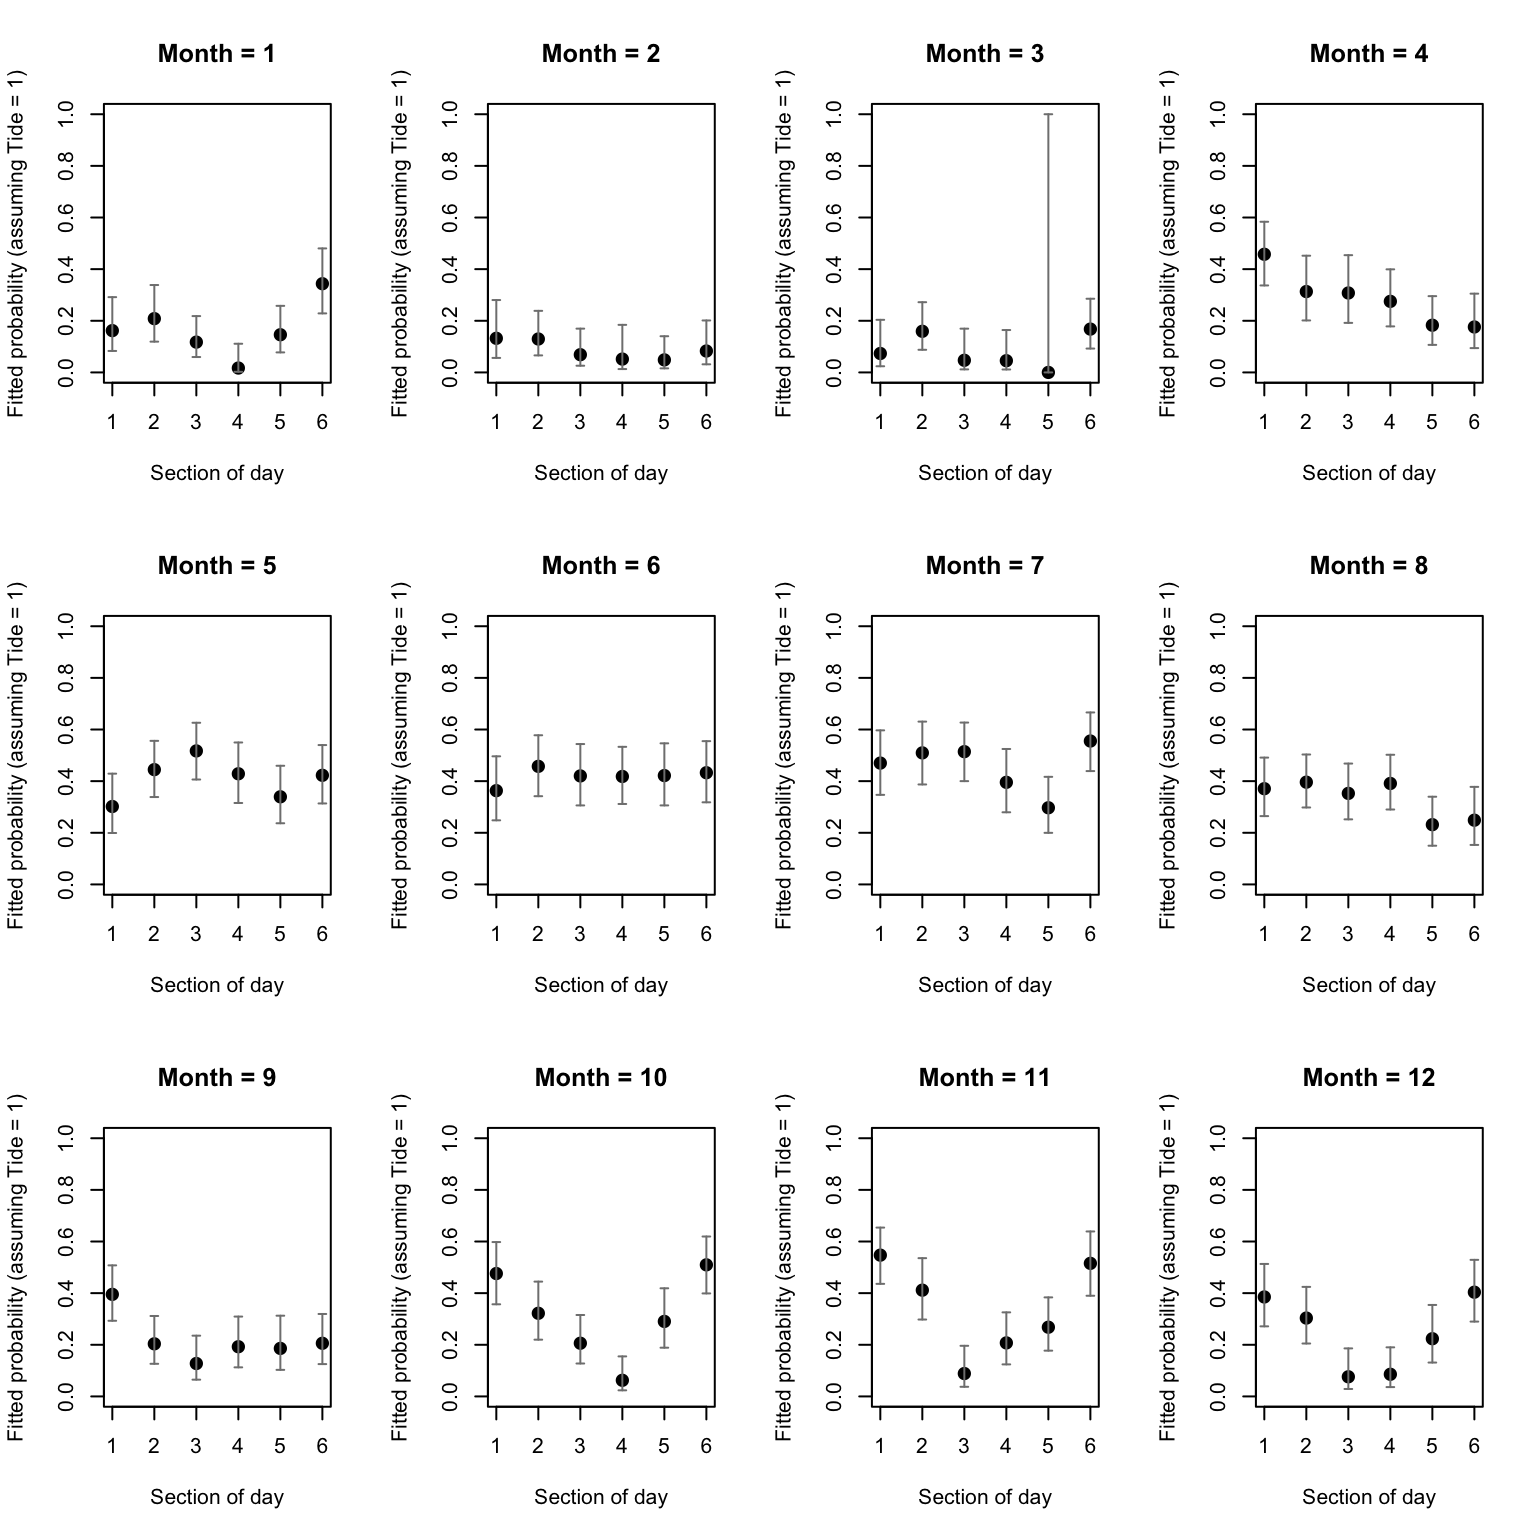 Month = 1
Fitted probability (assuming Tide = 1)
1.0
0.8
0.6
0.4
0.2
0.0
1 2 3 4 5 6
Section of day
Month = 2
Fitted probability (assuming Tide = 1)
1.0
0.8
0.6
0.4
0.2
0.0
1 2 3 4 5 6
Section of day
Month = 3
Fitted probability (assuming Tide = 1)
1.0
0.8
0.6
0.4
0.2
0.0
1 2 3 4 5 6
Section of day
Month = 4
Fitted probability (assuming Tide = 1)
1.0
0.8
0.6
0.4
0.2
0.0
1 2 3 4 5 6
Section of day
Month = 5
Fitted probability (assuming Tide = 1)
1.0
0.8
0.6
0.4
0.2
0.0
1 2 3 4 5 6
Section of day
Month = 6
Fitted probability (assuming Tide = 1)
1.0
0.8
0.6
0.4
0.2
0.0
1 2 3 4 5 6
Section of day
Month = 7
Fitted probability (assuming Tide = 1)
1.0
0.8
0.6
0.4
0.2
0.0
1 2 3 4 5 6
Section of day
Month = 8
Fitted probability (assuming Tide = 1)
1.0
0.8
0.6
0.4
0.2
0.0
1 2 3 4 5 6
Section of day
Month = 9
Fitted probability (assuming Tide = 1)
1.0
0.8
0.6
0.4
0.2
0.0
1 2 3 4 5 6
Section of day
Month = 10
Fitted probability (assuming Tide = 1)
1.0
0.8
0.6
0.4
0.2
0.0
1 2 3 4 5 6
Section of day
Month = 11
Fitted probability (assuming Tide = 1)
1.0
0.8
0.6
0.4
0.2
0.0
1 2 3 4 5 6
Section of day
Month = 12
Fitted probability (assuming Tide = 1)
1.0
0.8
0.6
0.4
0.2
0.0
1 2 3 4 5 6
Section of day